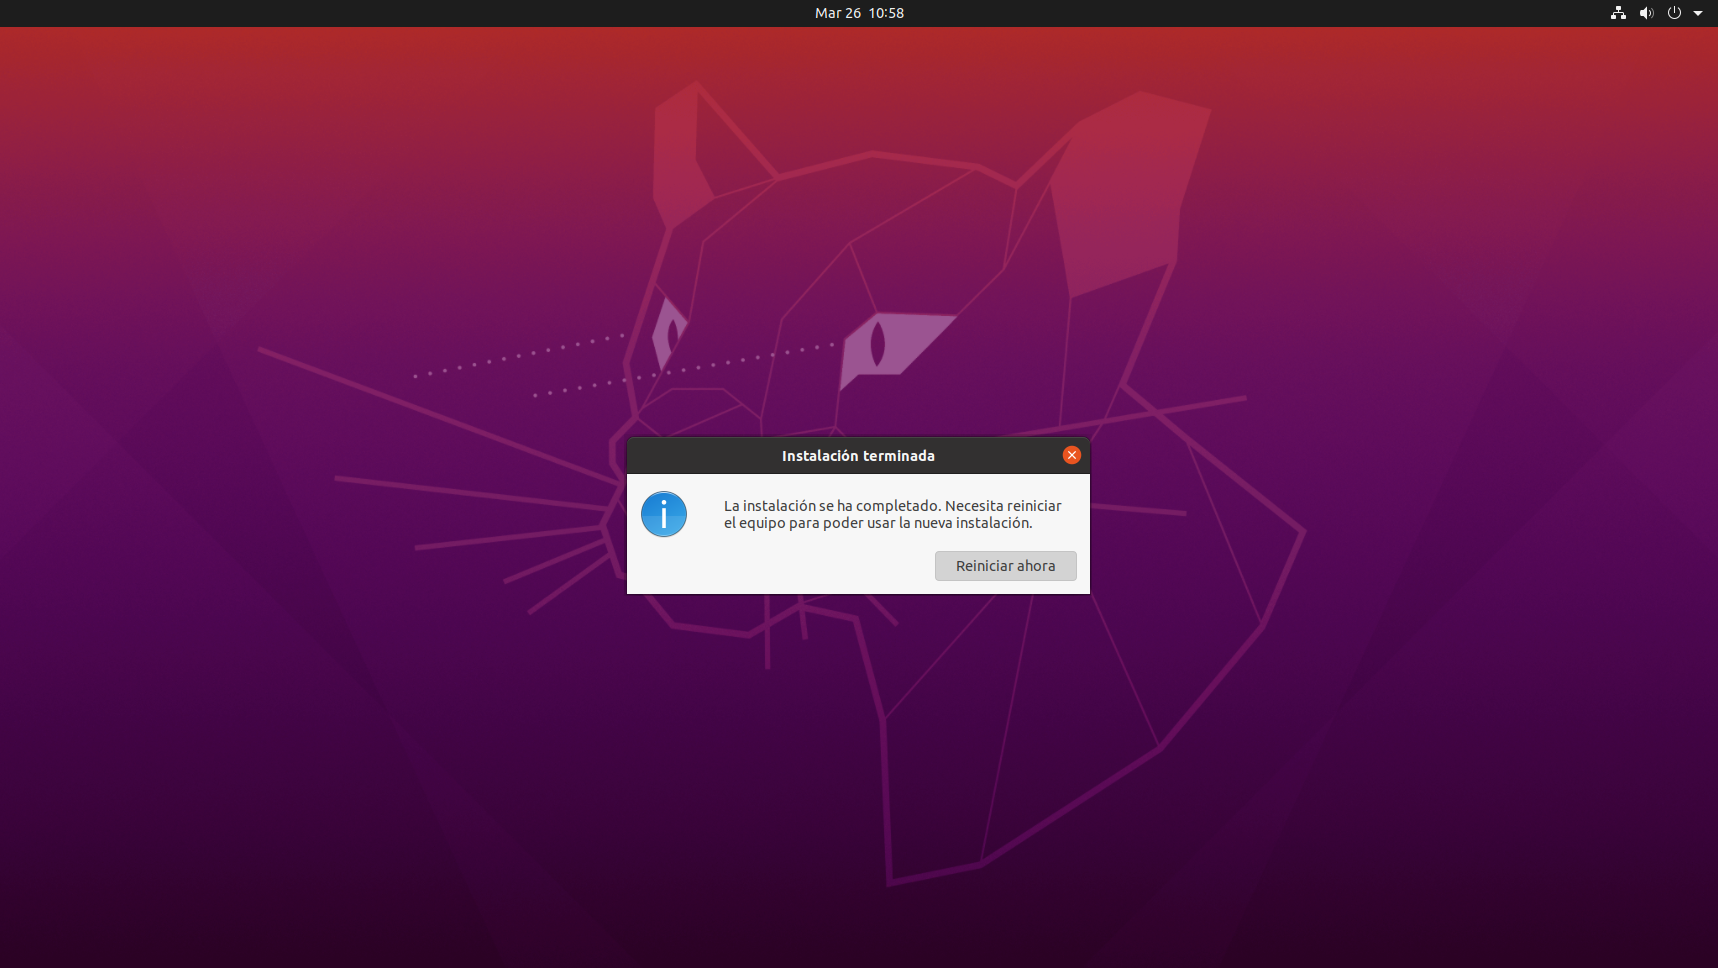 Mar 26 10:58
Instalación terminada
La instalación se ha completado. Necesita reiniciar
el equipo para poder usar la nueva instalación.
Reiniciar ahora